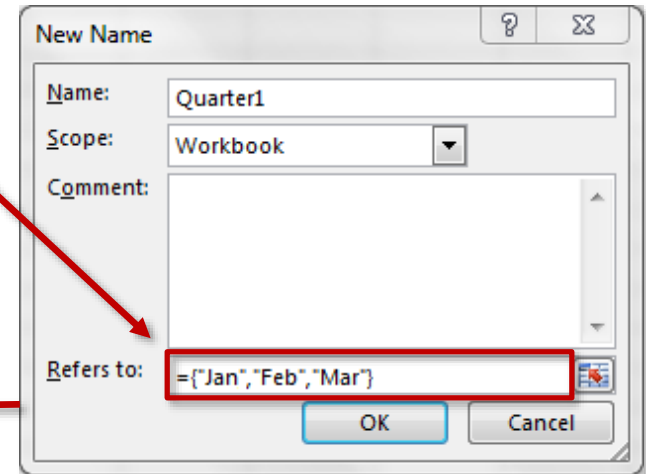 New Name
Name: Quarter1
Scope: Workbook
Comment:
Refers to: ={"Jan","Feb","Mar"}
OK Cancel